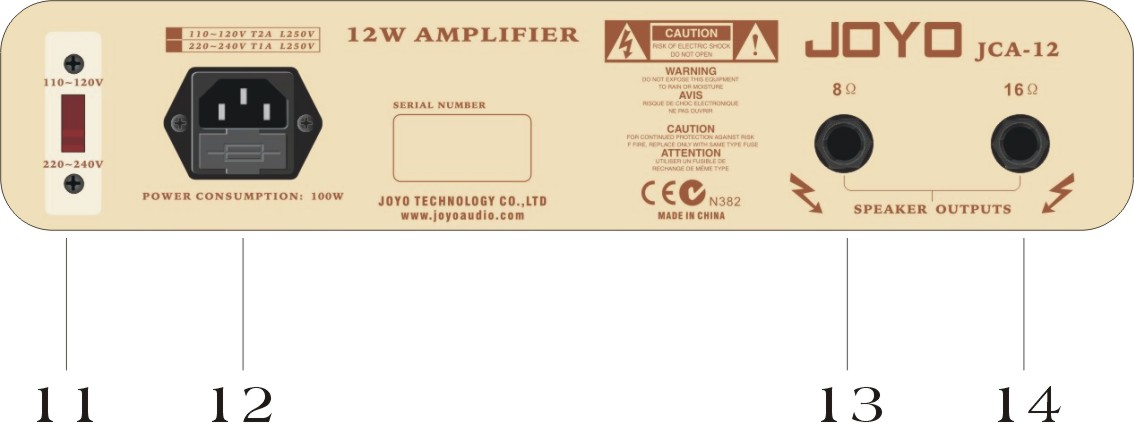 110~120V
220~240V
110~120V T2A L250V
220~240V T1A L250V
POWER CONSUMPTION: 100W
12W AMPLIFIER
SERIAL NUMBER
JOYO TECHNOLOGY CO.,LTD
www.joyoaudio.com
CAUTION
RISK OF ELECTRIC SHOCK
DO NOT OPEN
WARNING
DO NOT EXPOSE THIS EQUIPMENT
TO RAIN OR MOISTURE
AVIS
RISQUE DE CHOC ELECTRONIQUE
NE PAS OUVRIR
CAUTION
FOR CONTINUED PROTECTION AGAINST RISK
F FIRE, REPLACE ONLY WITH SAME TYPE FUSE
ATTENTION
UTILISER UN FUSIBLE DE
RECHANGE DE MÊME TYPE
CE N382
MADE IN CHINA
JOYO JCA-12
8 Ω
16 Ω
SPEAKER OUTPUTS
11
12
13
14